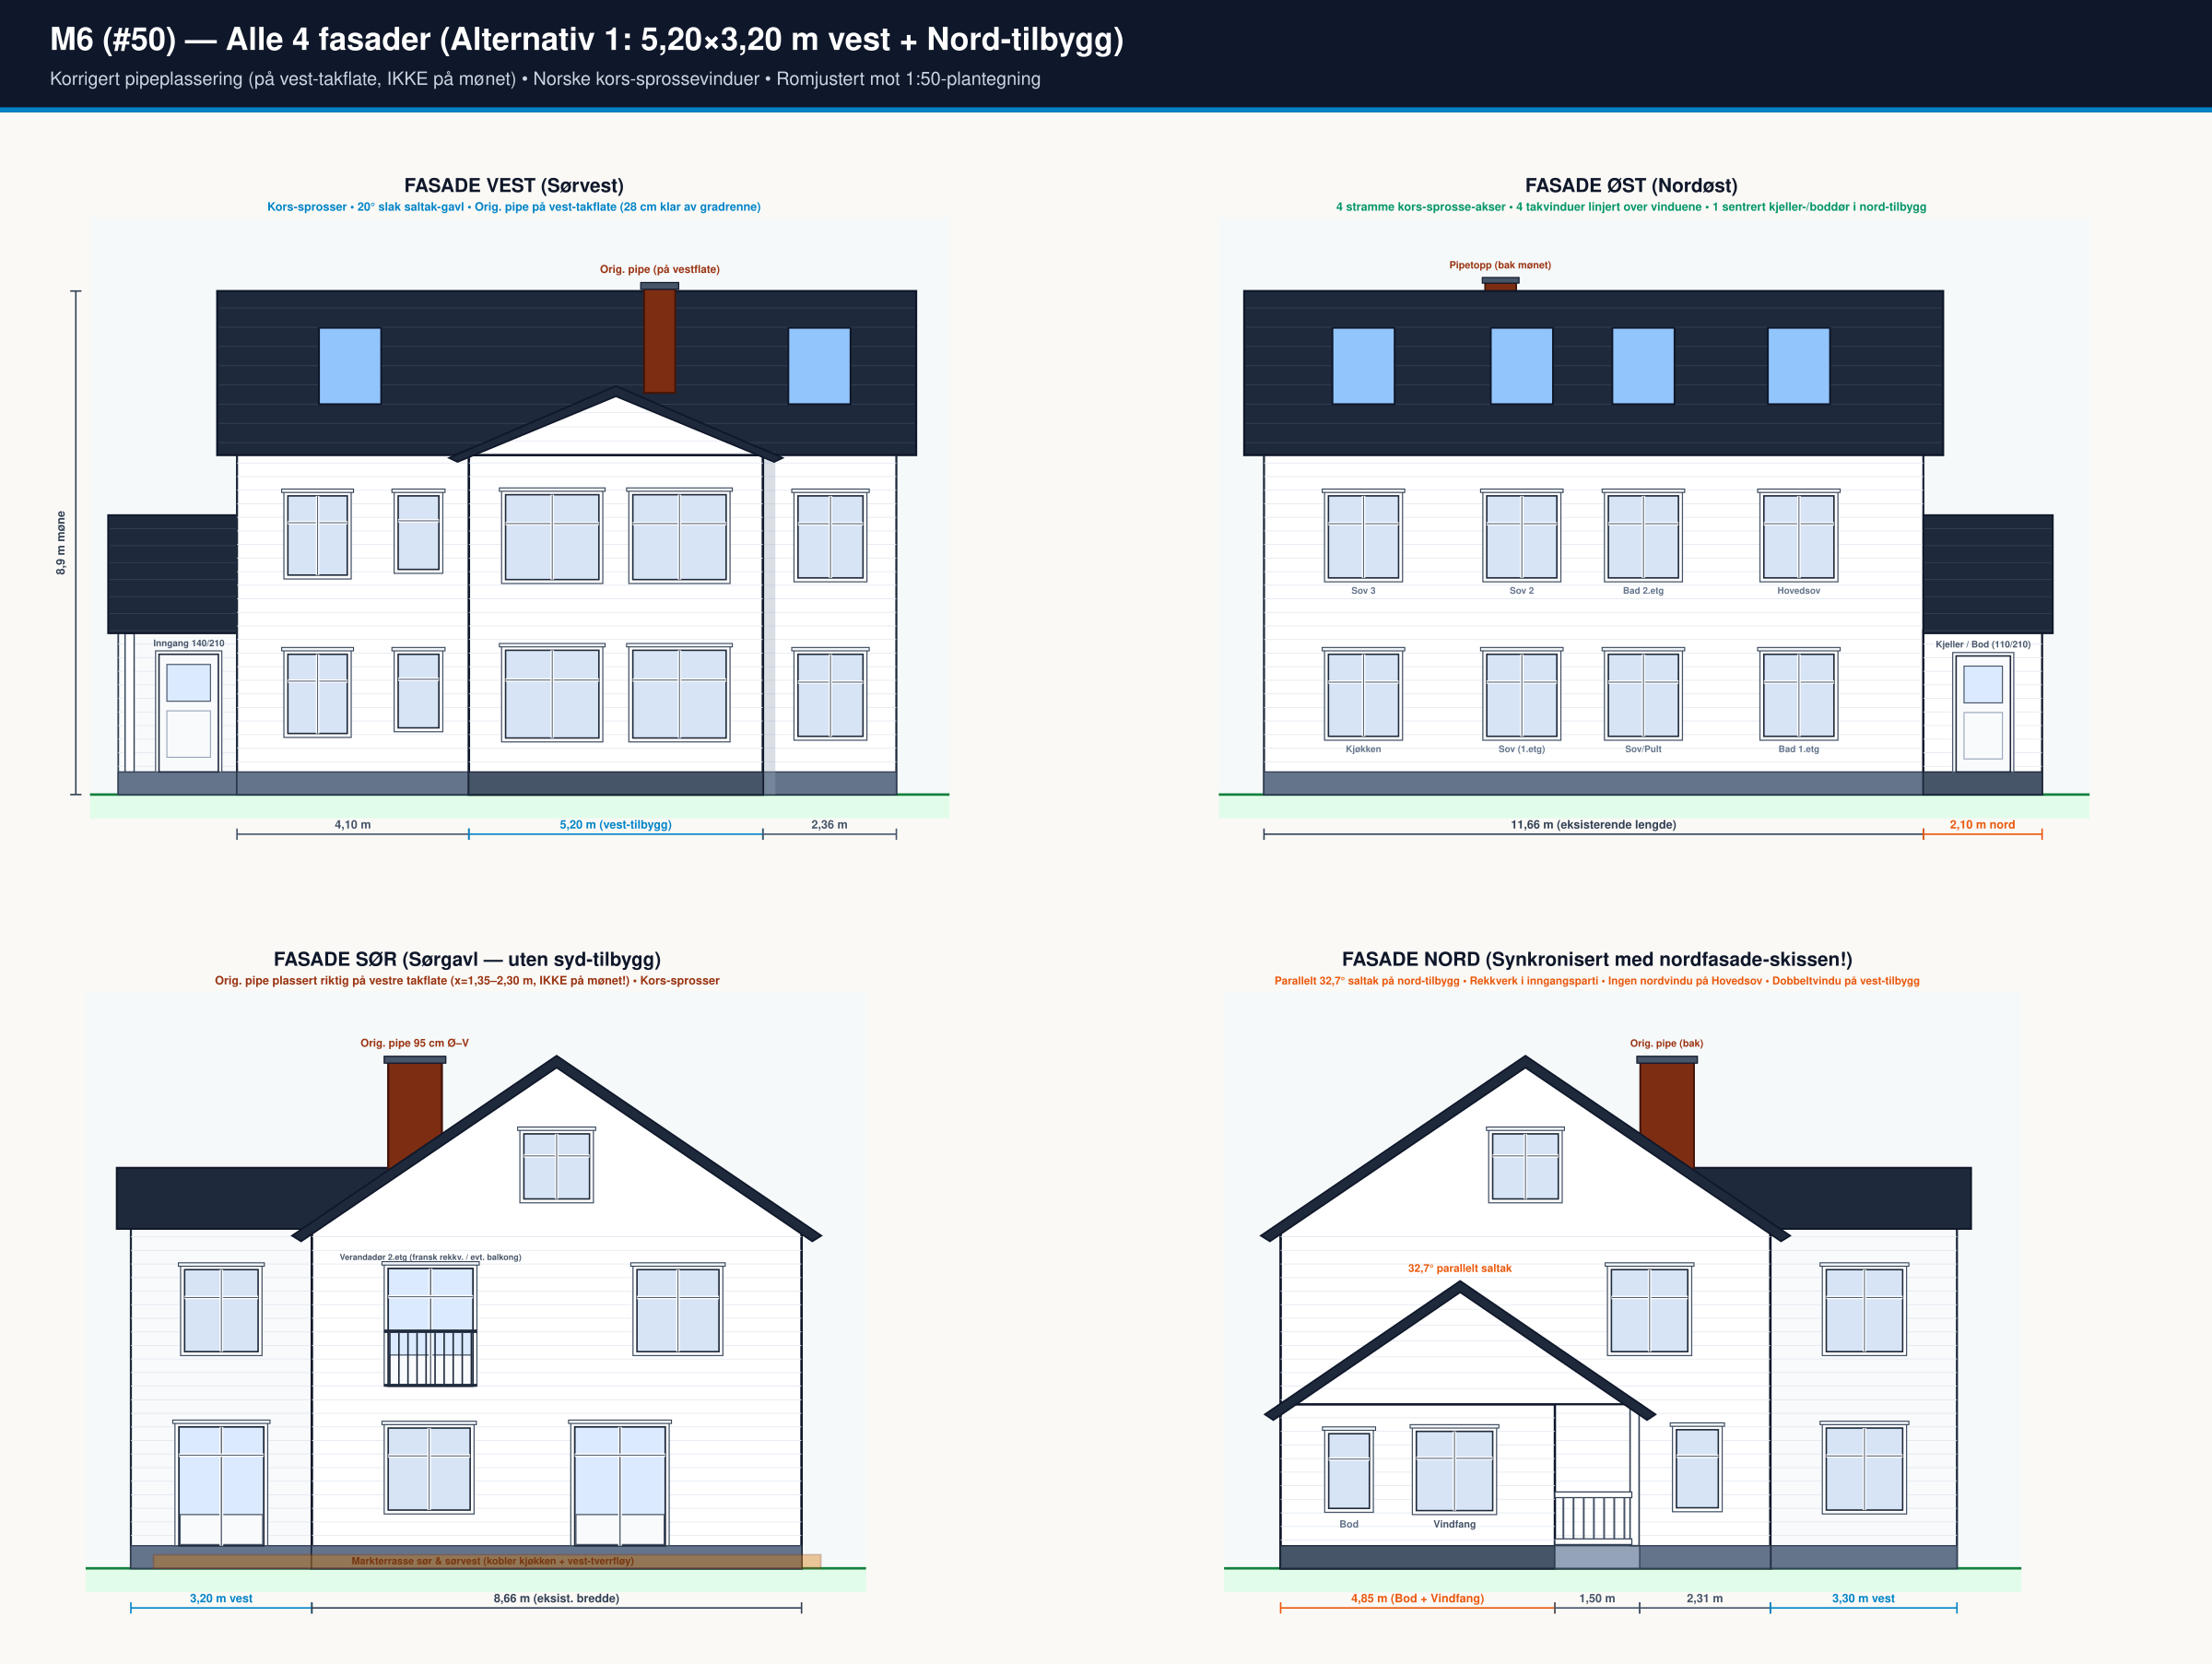 M6 (#50) — Alle 4 fasader (Alternativ 1: 5,20×3,20 m vest + Nord-tilbygg)
Korrigert pipeplassering (på vest-takflate, IKKE på mønet) • Norske kors-sprossevinduer • Romjustert mot 1:50-plantegning
FASADE VEST (Sørvest)
Kors-sprosser • 20° slak saltak-gavl • Orig. pipe på vest-takflate (28 cm klar av gradrenne)
Orig. pipe (på vestflate)
8,9 m møne
Inngang 140/210
4,10 m
5,20 m (vest-tilbygg)
2,36 m
FASADE ØST (Nordøst)
4 stramme kors-sprosse-akser • 4 takvinduer linjert over vinduene • 1 sentrert kjeller-/boddør i nord-tilbygg
Pipetopp (bak mønet)
Sov 3
Sov 2
Bad 2.etg
Hovedsov
Kjeller / Bod (110/210)
Kjøkken
Sov (1.etg)
Sov/Pult
Bad 1.etg
11,66 m (eksisterende lengde)
2,10 m nord
FASADE SØR (Sørgavl — uten syd-tilbygg)
Orig. pipe plassert riktig på vestre takflate (x=1,35–2,30 m, IKKE på mønet!) • Kors-sprosser
Orig. pipe 95 cm Ø–V
Verandadør 2.etg (fransk rekkv. / evt. balkong)
Markterrasse sør & sørvest (kobler kjøkken + vest-tverrfløy)
3,20 m vest
8,66 m (eksist. bredde)
FASADE NORD (Synkronisert med nordfasade-skissen!)
Parallelt 32,7° saltak på nord-tilbygg • Rekkverk i inngangsparti • Ingen nordvindu på Hovedsov • Dobbeltvindu på vest-tilbygg
Orig. pipe (bak)
32,7° parallelt saltak
Bod
Vindfang
4,85 m (Bod + Vindfang)
1,50 m
2,31 m
3,30 m vest